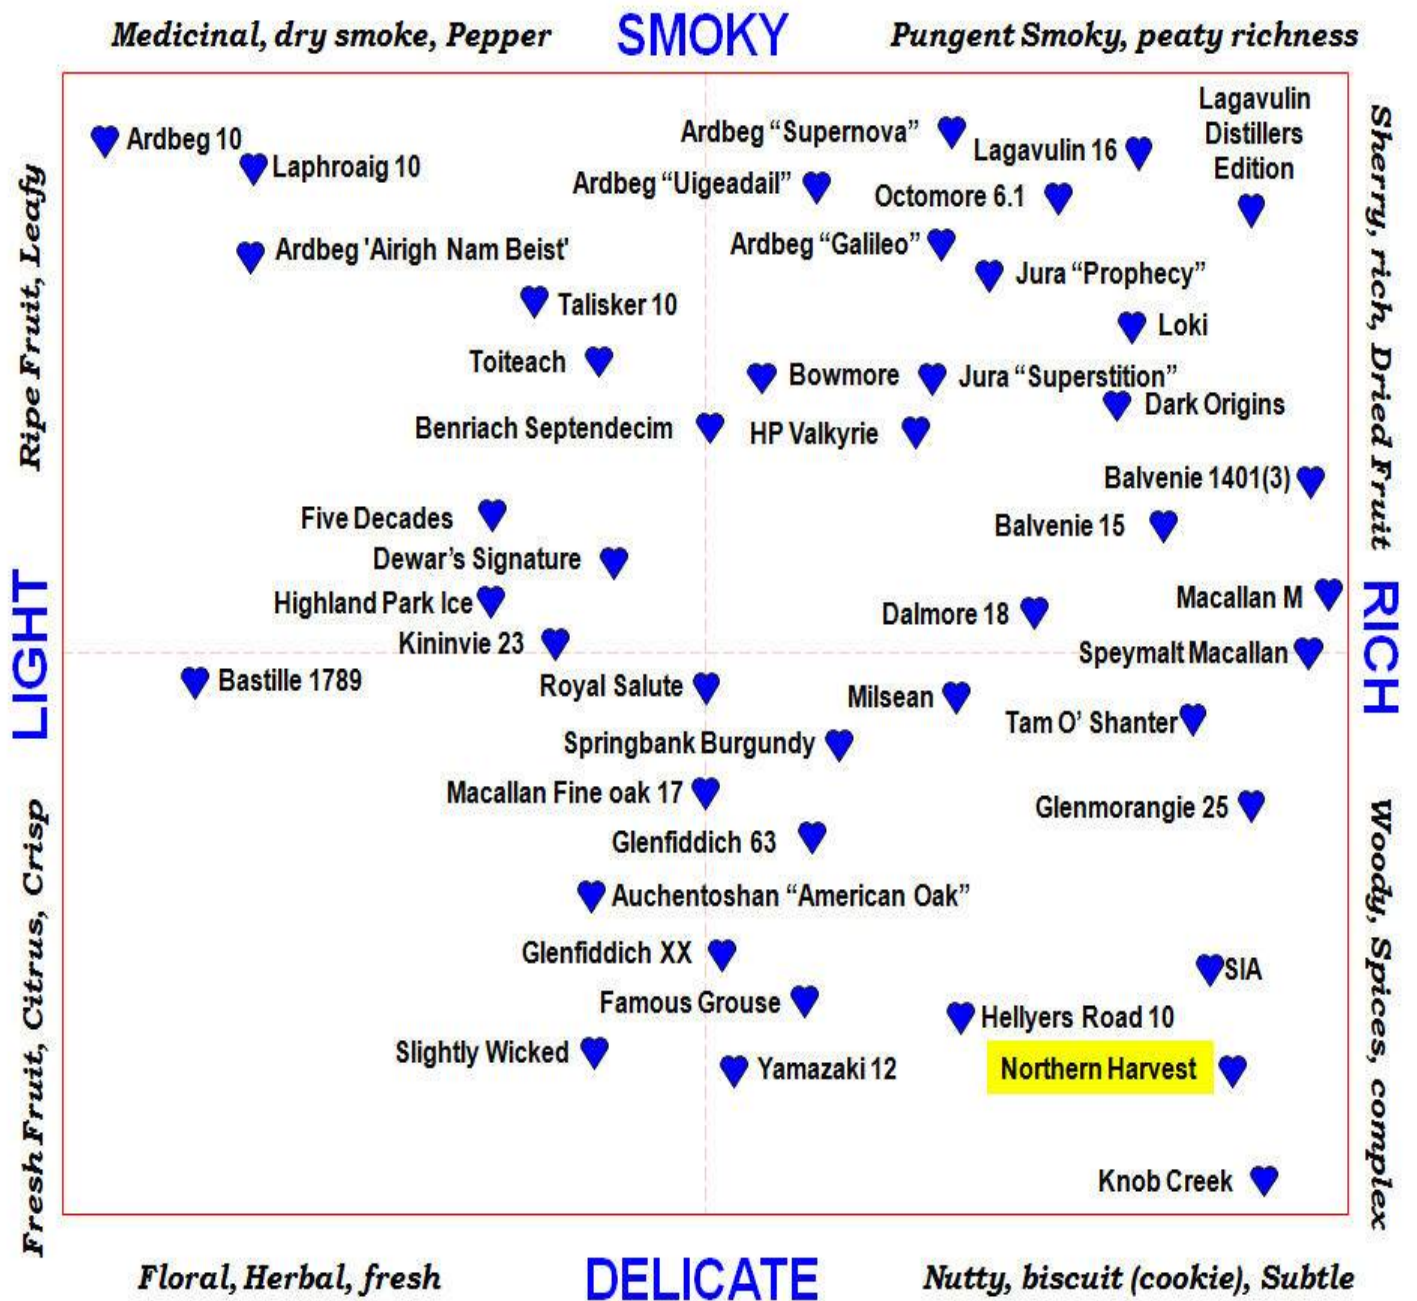 Medicinal, dry smoke, Pepper
SMOKY
Pungent Smoky, peaty richness
Ripe Fruit, Leafy
LIGHT
Fresh Fruit, Citrus, Crisp
Ardbeg 10
Laphroaig 10
Ardbeg 'Airigh Nam Beist'
Talisker 10
Toiteach
Benriach Septendecim
Five Decades
Dewar’s Signature
Highland Park Ice
Kininvie 23
Ardbeg “Supernova”
Lagavulin 16
Lagavulin
Distillers
Edition
Ardbeg “Uigeadail”
Octomore 6.1
Ardbeg “Galileo”
Jura “Prophecy”
Loki
Bowmore
Jura “Superstition”
Dark Origins
HP Valkyrie
Balvenie 1401(3)
Balvenie 15
Macallan M
Dalmore 18
Speymalt Macallan
Bastille 1789
Royal Salute
Milsean
Tam O’ Shanter
Springbank Burgundy
Macallan Fine oak 17
Glenmorangie 25
Glenfiddich 63
Auchentoshan “American Oak”
Glenfiddich XX
SIA
Famous Grouse
Hellyers Road 10
Slightly Wicked
Yamazaki 12
Northern Harvest
Knob Creek
Sherry, rich, Dried Fruit
RICH
Woody, Spices, complex
Floral, Herbal, fresh
DELICATE
Nutty, biscuit (cookie), Subtle